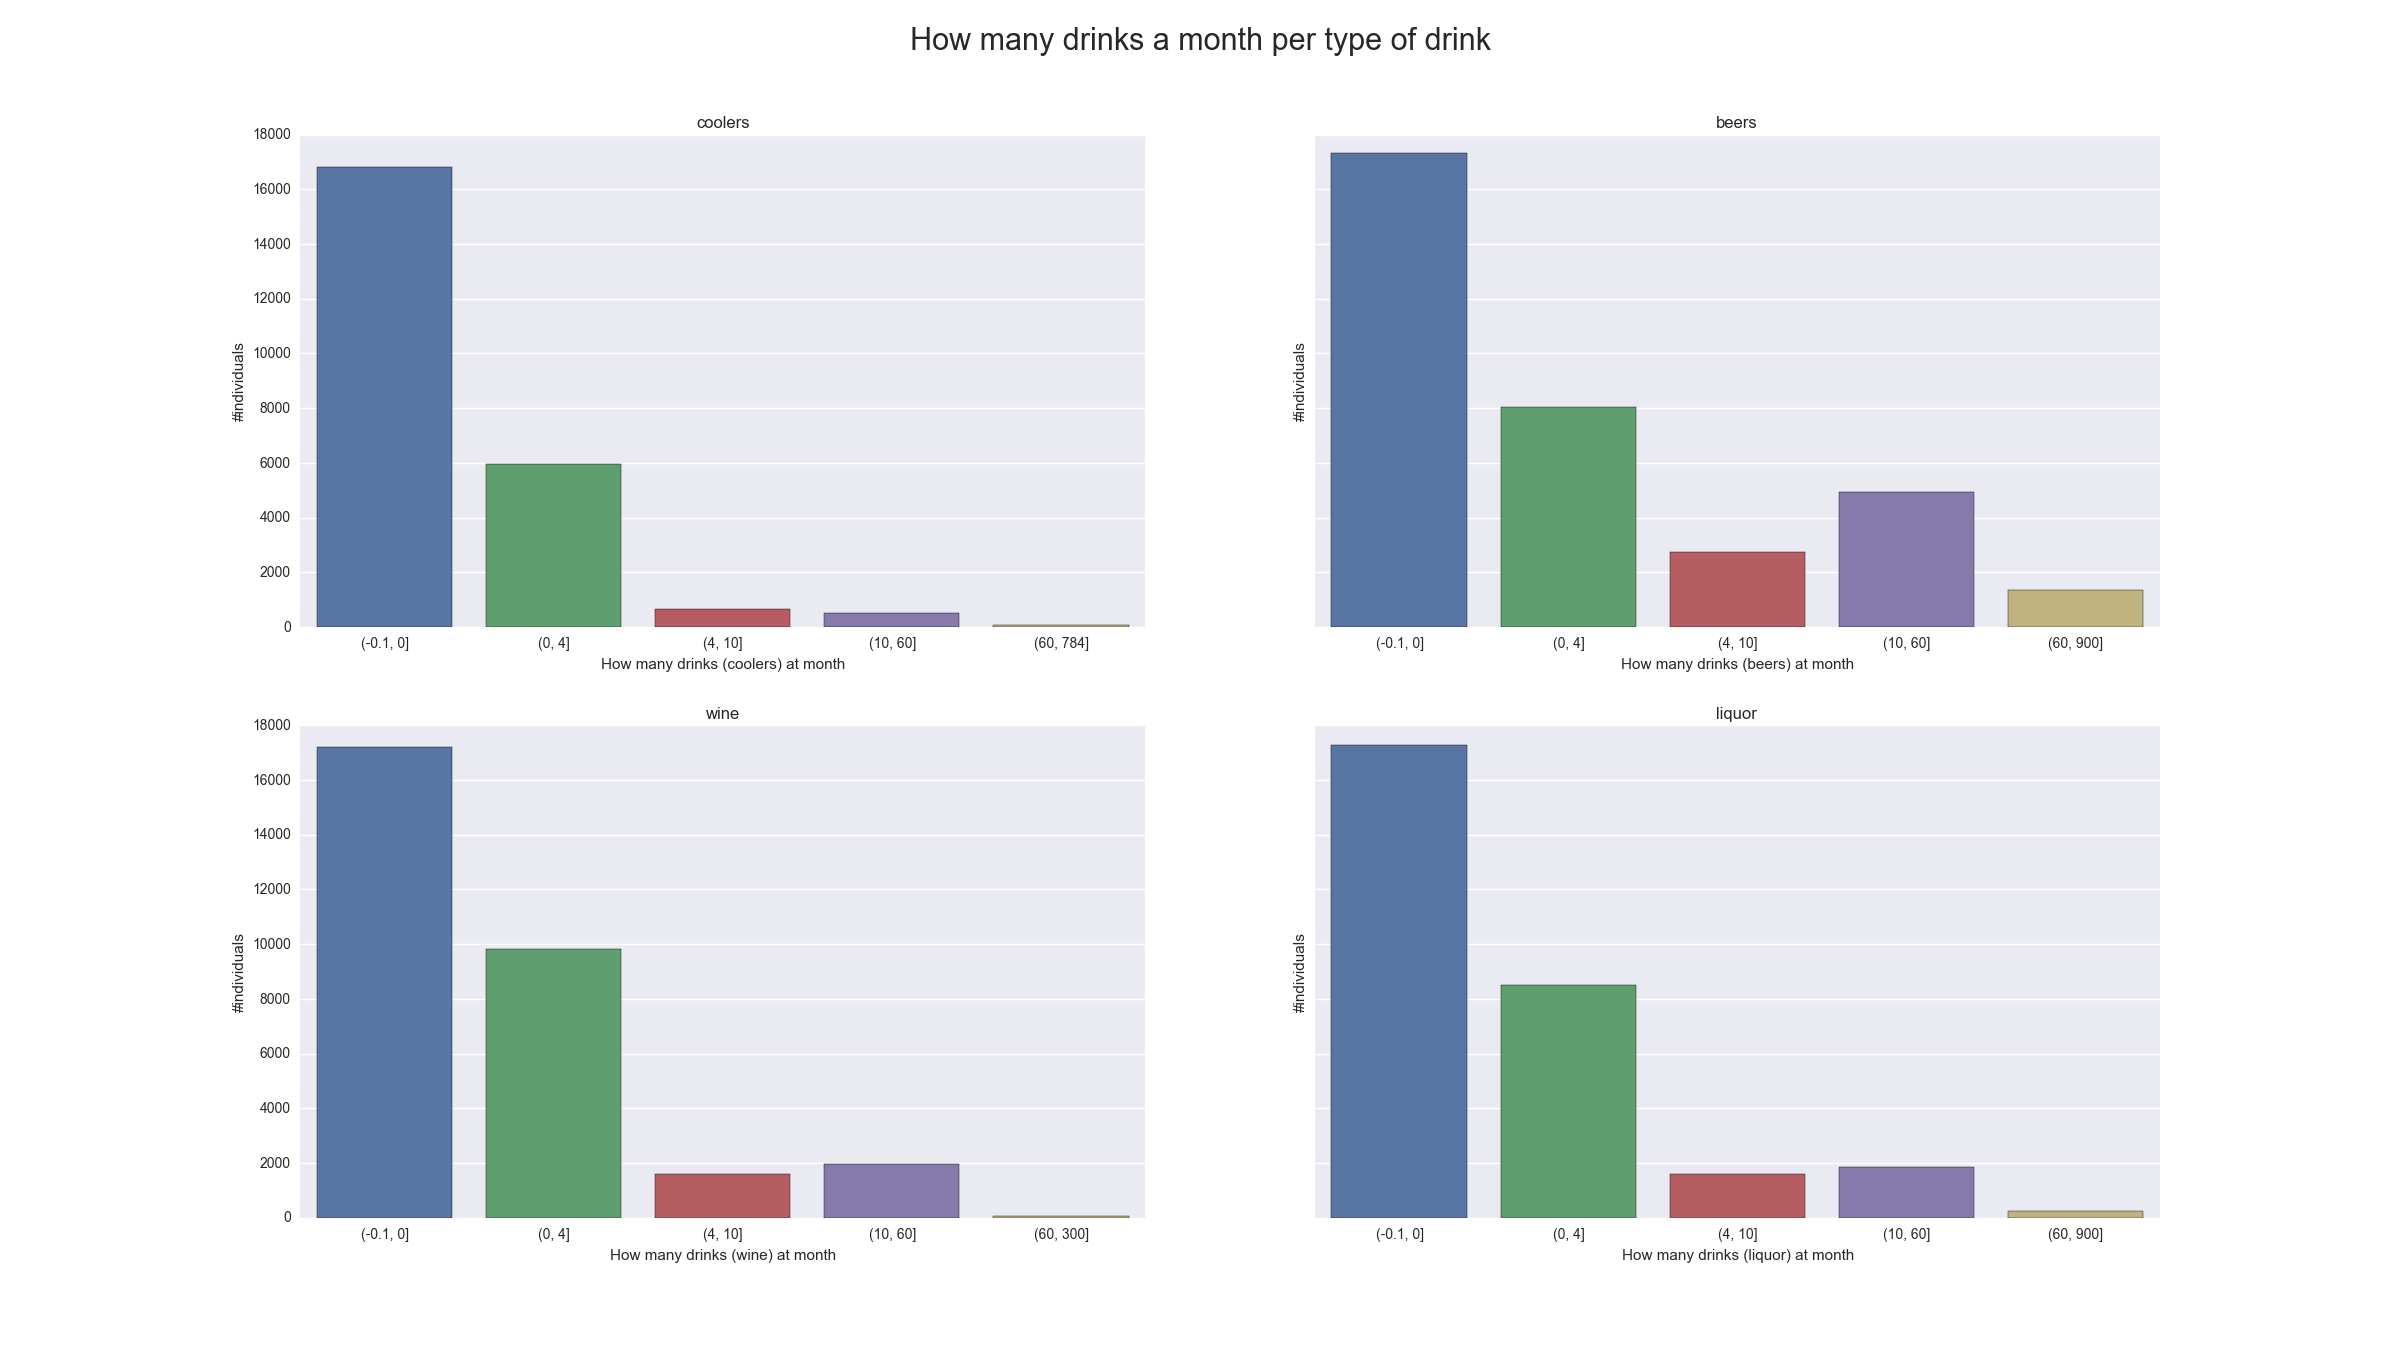 How many drinks a month per type of drink
coolers
18000
16000
14000
12000
10000
8000
6000
4000
2000
0
#individuals
(-0.1, 0] (0, 4] (4, 10] (10, 60] (60, 784]
How many drinks (coolers) at month
beers
#individuals
(-0.1, 0] (0, 4] (4, 10] (10, 60] (60, 900]
How many drinks (beers) at month
wine
18000
16000
14000
12000
10000
8000
6000
4000
2000
0
#individuals
(-0.1, 0] (0, 4] (4, 10] (10, 60] (60, 300]
How many drinks (wine) at month
liquor
#individuals
(-0.1, 0] (0, 4] (4, 10] (10, 60] (60, 900]
How many drinks (liquor) at month